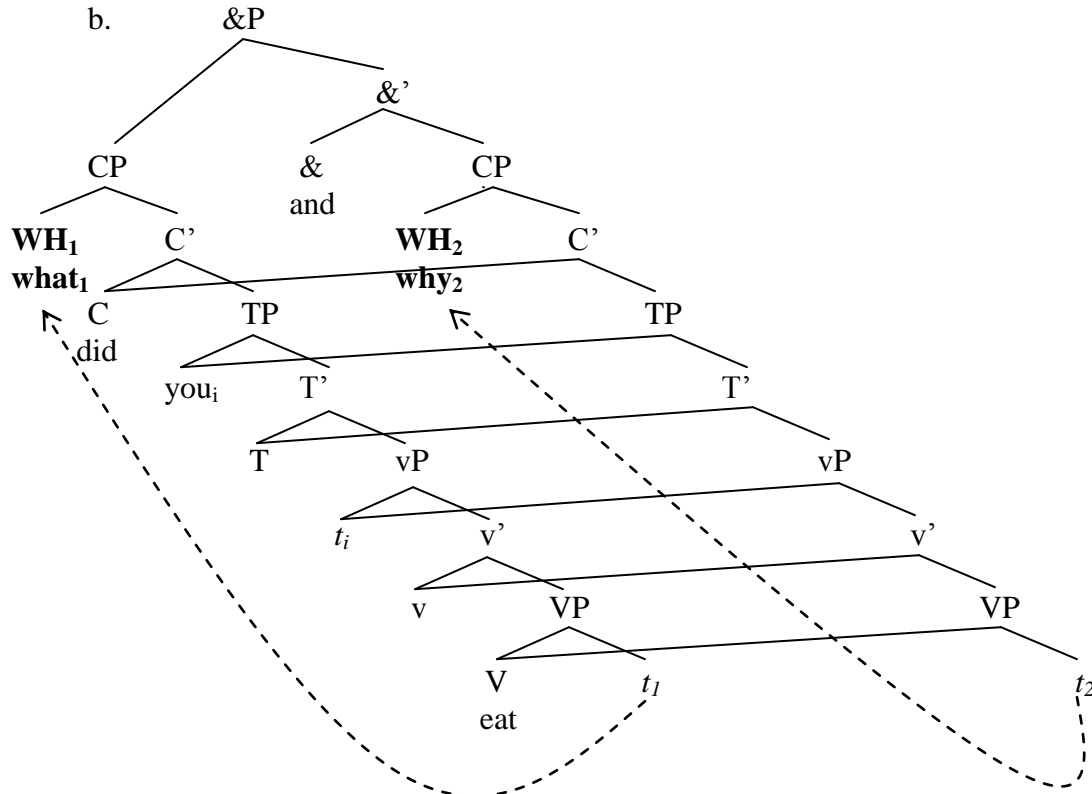 b. &P
&’
CP & CP
and
WH₁ C’ WH₂ C’
what₁ why₂
C TP TP
did
youᵢ T’ T’
T vP vP
tᵢ v’ v’
v VP VP
V t₁ t₂
eat